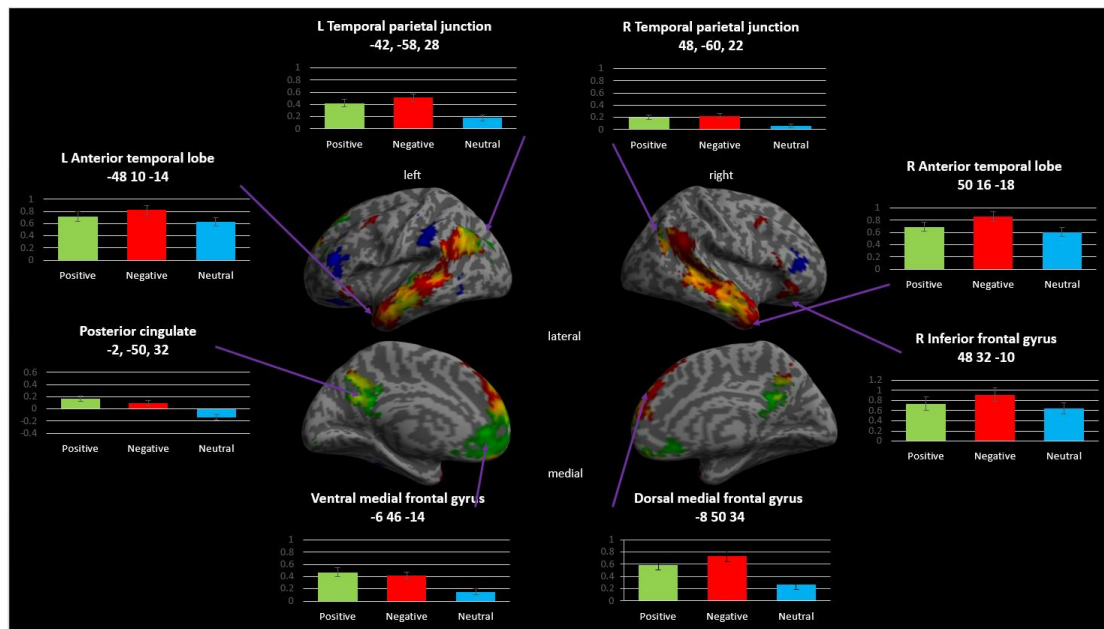 L Temporal parietal junction
-42, -58, 28
1
0.8
0.6
0.4
0.2
0
Positive Negative Neutral
R Temporal parietal junction
48, -60, 22
1
0.8
0.6
0.4
0.2
0
Positive Negative Neutral
L Anterior temporal lobe
-48 10 -14
1
0.8
0.6
0.4
0.2
0
Positive Negative Neutral
left
right
R Anterior temporal lobe
50 16 -18
1
0.8
0.6
0.4
0.2
0
Positive Negative Neutral
Posterior cingulate
-2, -50, 32
0.6
0.4
0.2
0
-0.2
-0.4
Positive Negative Neutral
lateral
R Inferior frontal gyrus
48 32 -10
1.2
1
0.8
0.6
0.4
0.2
0
Positive Negative Neutral
medial
Ventral medial frontal gyrus
-6 46 -14
1
0.8
0.6
0.4
0.2
0
Positive Negative Neutral
Dorsal medial frontal gyrus
-8 50 34
1
0.8
0.6
0.4
0.2
0
Positive Negative Neutral